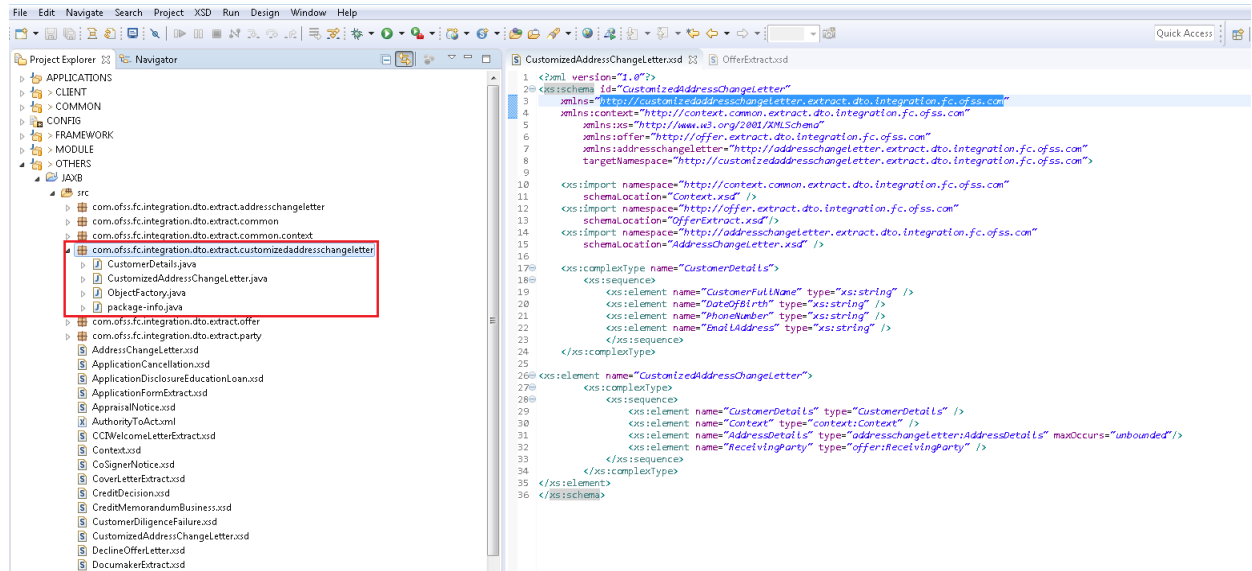 File Edit Navigate Search Project XSD Run Design Window Help
Quick Access
Project Explorer Navigator
APPLICATIONS
> CLIENT
> COMMON
CONFIG
> FRAMEWORK
> MODULE
> OTHERS
JAXB
src
com.ofss.fc.integration.dto.extract.addresschangeletter
com.ofss.fc.integration.dto.extract.common
com.ofss.fc.integration.dto.extract.common.context
com.ofss.fc.integration.dto.extract.customizedaddresschangeletter
CustomerDetails.java
CustomizedAddressChangeLetter.java
ObjectFactory.java
package-info.java
com.ofss.fc.integration.dto.extract.offer
com.ofss.fc.integration.dto.extract.party
AddressChangeLetter.xsd
ApplicationCancellation.xsd
ApplicationDisclosureEducationLoan.xsd
ApplicationFormExtract.xsd
AppraisalNotice.xsd
AuthorityToAct.xml
CCIWelcomeLetterExtract.xsd
Context.xsd
CoSignerNotice.xsd
CoverLetterExtract.xsd
CreditDecision.xsd
CreditMemorandumBusiness.xsd
CustomerDiligenceFailure.xsd
CustomizedAddressChangeLetter.xsd
DeclineOfferLetter.xsd
DocumakerExtract.xsd
CustomizedAddressChangeLetter.xsd OfferExtract.xsd
1 <?xml version="1.0"?>
2 <xs:schema id="CustomizedAddressChangeLetter"
3 xmlns="http://customizedaddresschangeletter.extract.dto.integration.fc.ofss.com"
4 xmlns:context="http://context.common.extract.dto.integration.fc.ofss.com"
5 xmlns:xs="http://www.w3.org/2001/XMLSchema"
6 xmlns:offer="http://offer.extract.dto.integration.fc.ofss.com"
7 xmlns:addresschangeletter="http://addresschangeletter.extract.dto.integration.fc.ofss.com"
8 targetNamespace="http://customizedaddresschangeletter.extract.dto.integration.fc.ofss.com">
9
10 <xs:import namespace="http://context.common.extract.dto.integration.fc.ofss.com"
11 schemaLocation="Context.xsd" />
12 <xs:import namespace="http://offer.extract.dto.integration.fc.ofss.com"
13 schemaLocation="OfferExtract.xsd"/>
14 <xs:import namespace="http://addresschangeletter.extract.dto.integration.fc.ofss.com"
15 schemaLocation="AddressChangeLetter.xsd" />
16
17 <xs:complexType name="CustomerDetails">
18 <xs:sequence>
19 <xs:element name="CustomerFullName" type="xs:string" />
20 <xs:element name="DateOfBirth" type="xs:string" />
21 <xs:element name="PhoneNumber" type="xs:string" />
22 <xs:element name="EmailAddress" type="xs:string" />
23 </xs:sequence>
24 </xs:complexType>
25
26 <xs:element name="CustomizedAddressChangeLetter">
27 <xs:complexType>
28 <xs:sequence>
29 <xs:element name="CustomerDetails" type="CustomerDetails" />
30 <xs:element name="Context" type="context:Context" />
31 <xs:element name="AddressDetails" type="addresschangeletter:AddressDetails" maxOccurs="unbounded"/>
32 <xs:element name="ReceivingParty" type="offer:ReceivingParty" />
33 </xs:sequence>
34 </xs:complexType>
35 </xs:element>
36 </xs:schema>